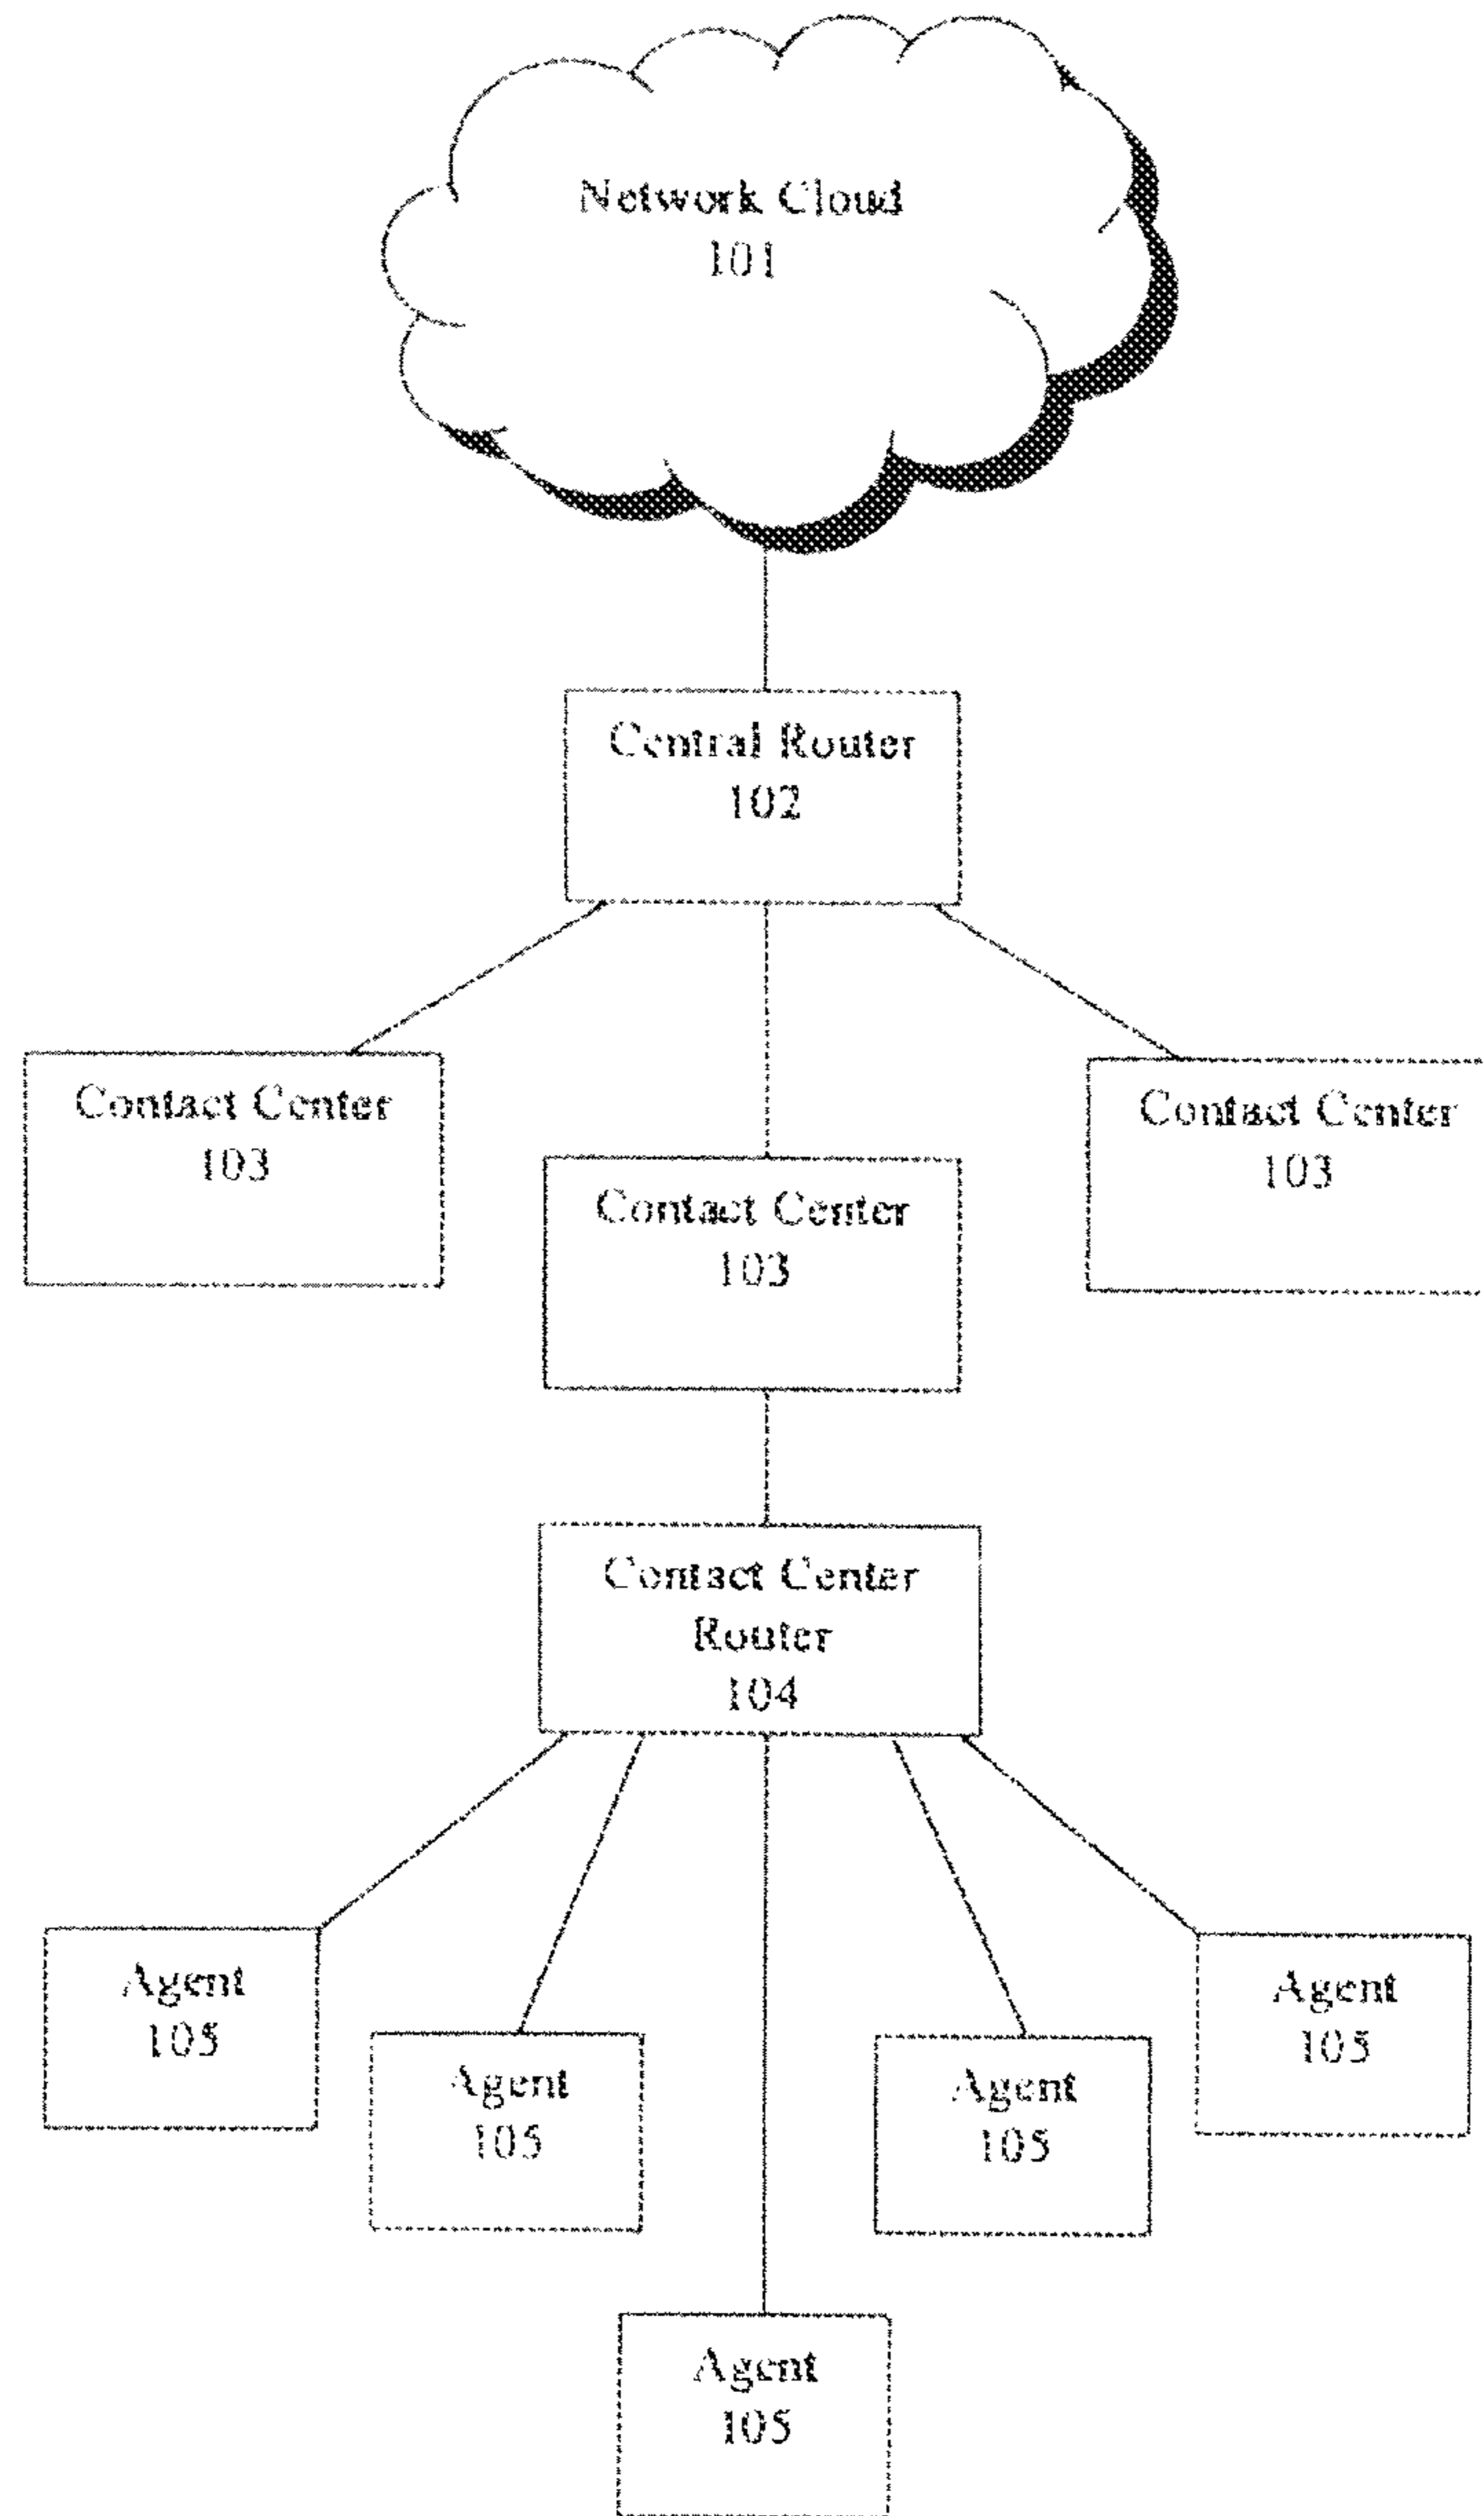 Network Cloud
101
Central Router
102
Contact Center
103
Contact Center
103
Contact Center
103
Contact Center
Router
104
Agent
105
Agent
105
Agent
105
Agent
105
Agent
105